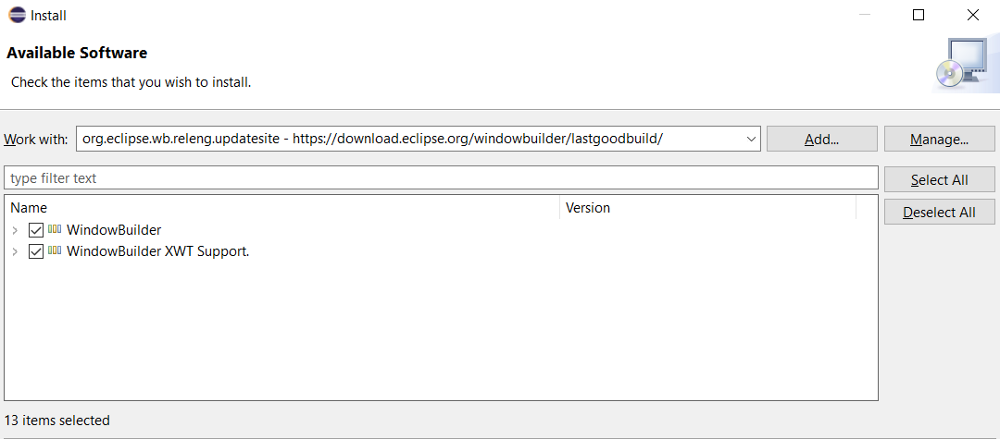 Install
Available Software
Check the items that you wish to install.
Work with: org.eclipse.wb.releng.updatesite - https://download.eclipse.org/windowbuilder/lastgoodbuild/ Add... Manage...
type filter text Select All
Name Version Deselect All
WindowBuilder
WindowBuilder XWT Support.
13 items selected